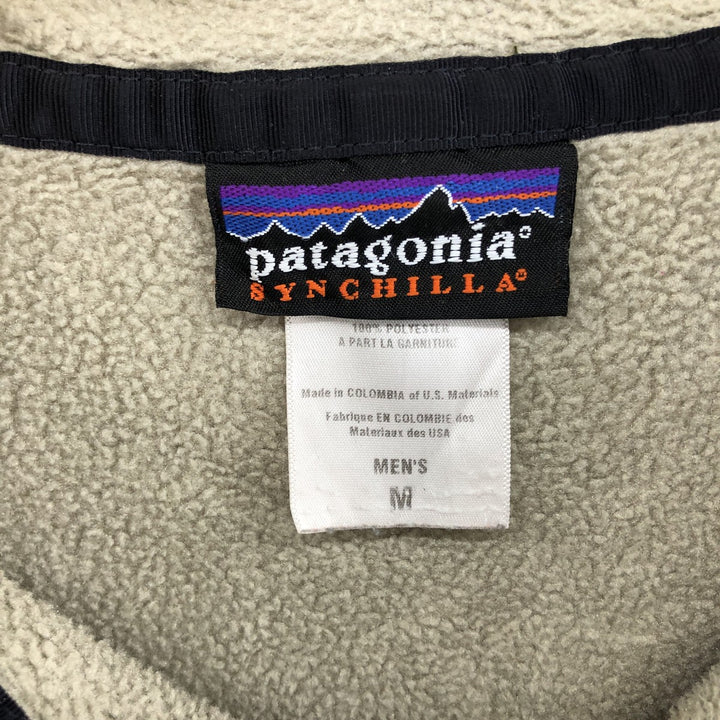 patagonia®
SYNCHILLA®
100% POLYESTER
A PART LA GARNITURE
Made in COLOMBIA of U.S. Materials
Fabrique EN COLOMBIE des
Materiaux des USA
MEN'S
M